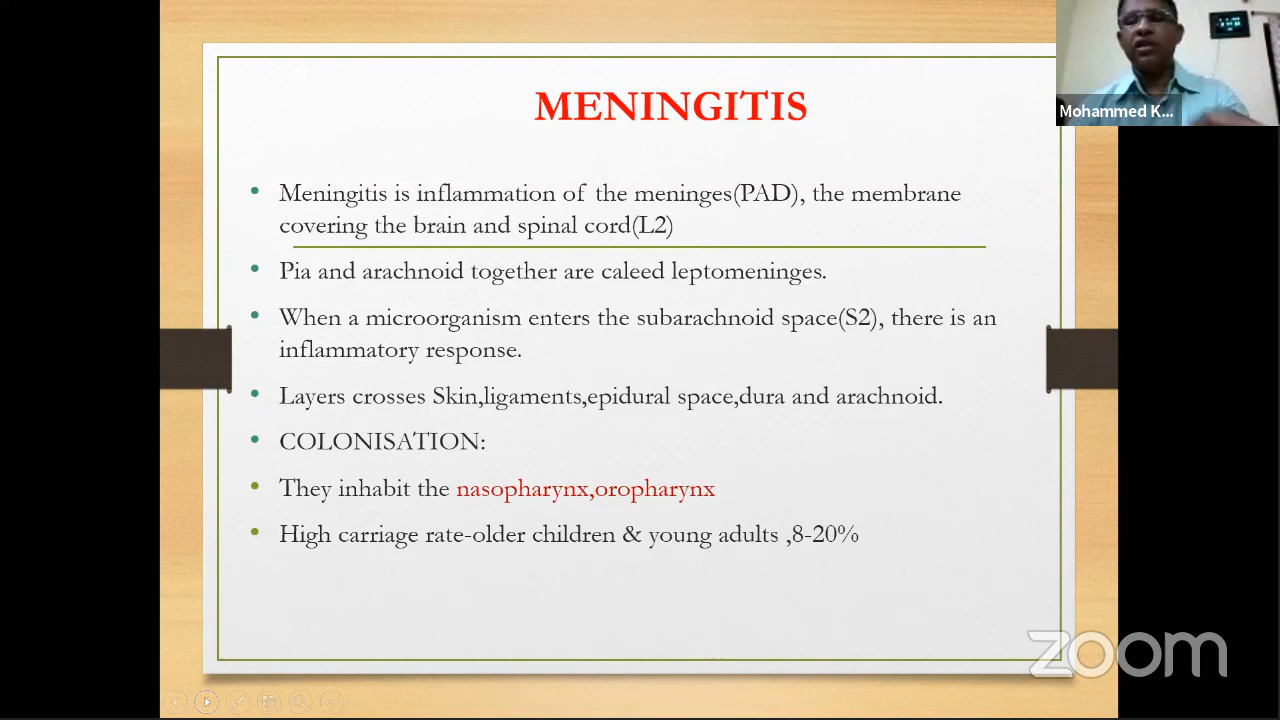 MENINGITIS
Mohammed K...
Meningitis is inflammation of the meninges(PAD), the membrane
covering the brain and spinal cord(L2)
Pia and arachnoid together are caleed leptomeninges.
When a microorganism enters the subarachnoid space(S2), there is an
inflammatory response.
Layers crosses Skin,ligaments,epidural space,dura and arachnoid.
COLONISATION:
They inhabit the nasopharynx,oropharynx
High carriage rate-older children & young adults ,8-20%
zoom